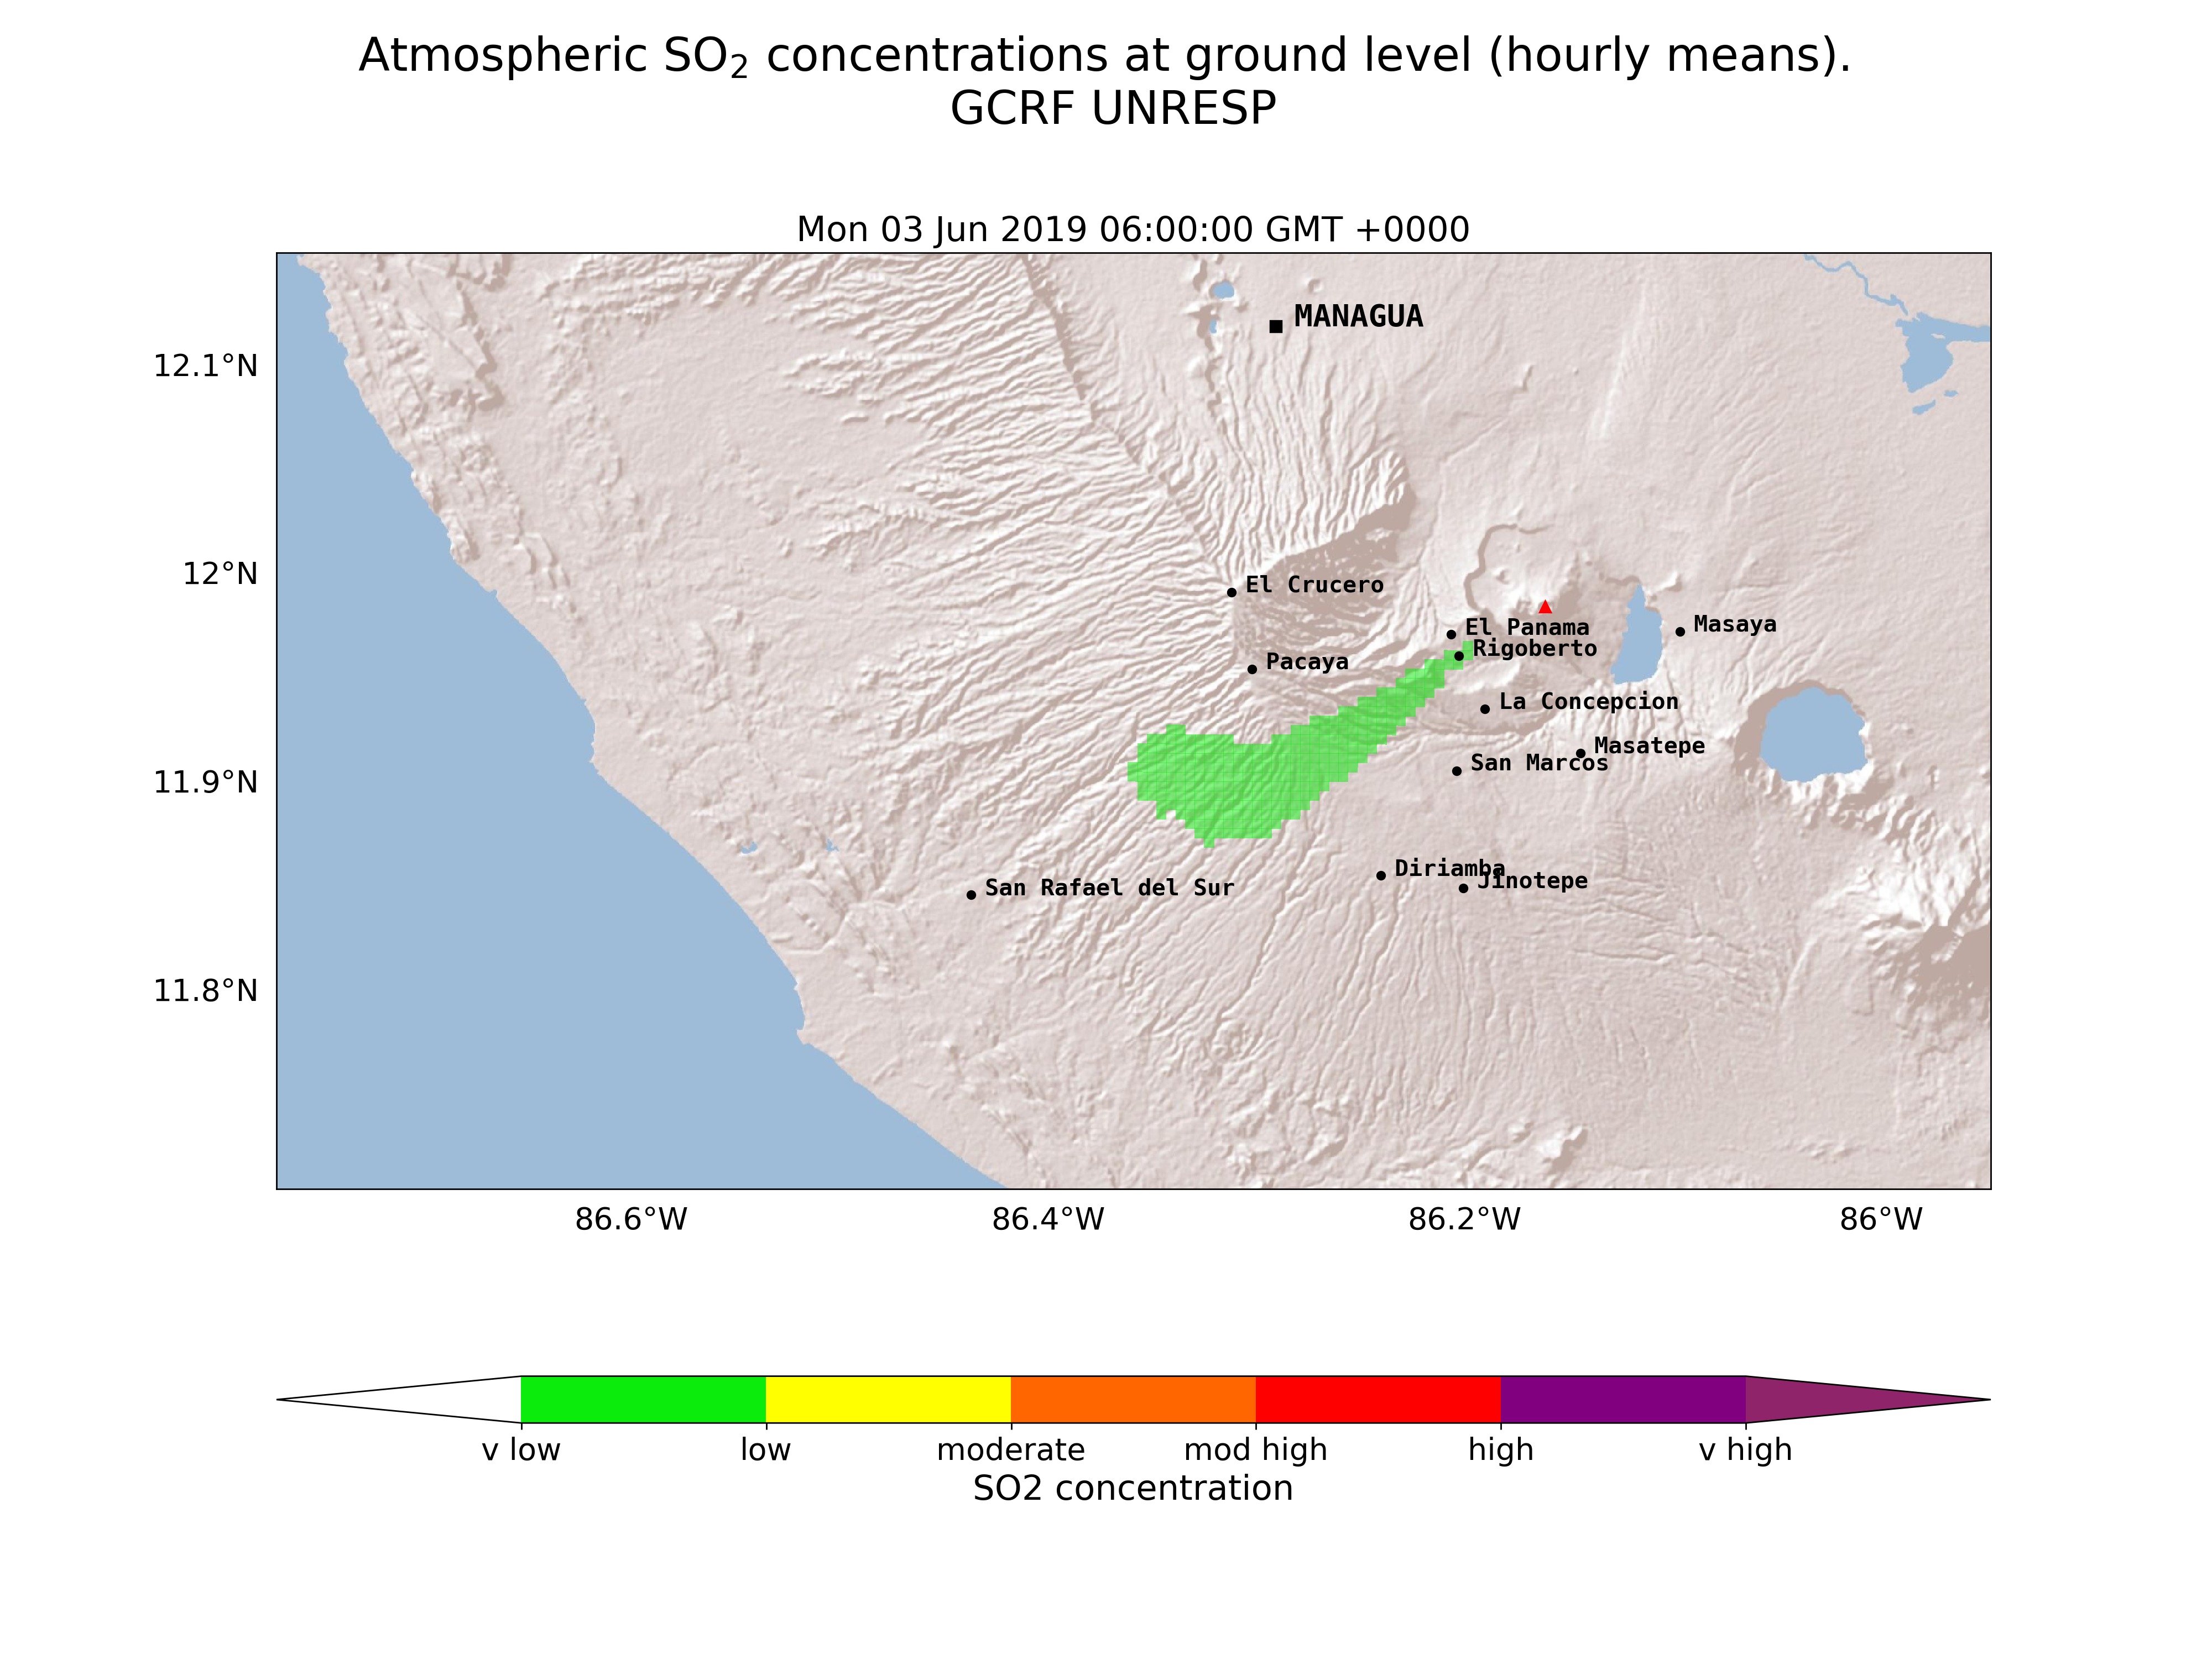 Atmospheric SO₂ concentrations at ground level (hourly means).
GCRF UNRESP
Mon 03 Jun 2019 06:00:00 GMT +0000
MANAGUA
12.1°N
12°N
El Crucero
El Panama
Masaya
Rigoberto
Pacaya
La Concepcion
Masatepe
San Marcos
11.9°N
Diriamba
Jinotepe
San Rafael del Sur
11.8°N
86.6°W 86.4°W 86.2°W 86°W
v low low moderate mod high high v high
SO2 concentration